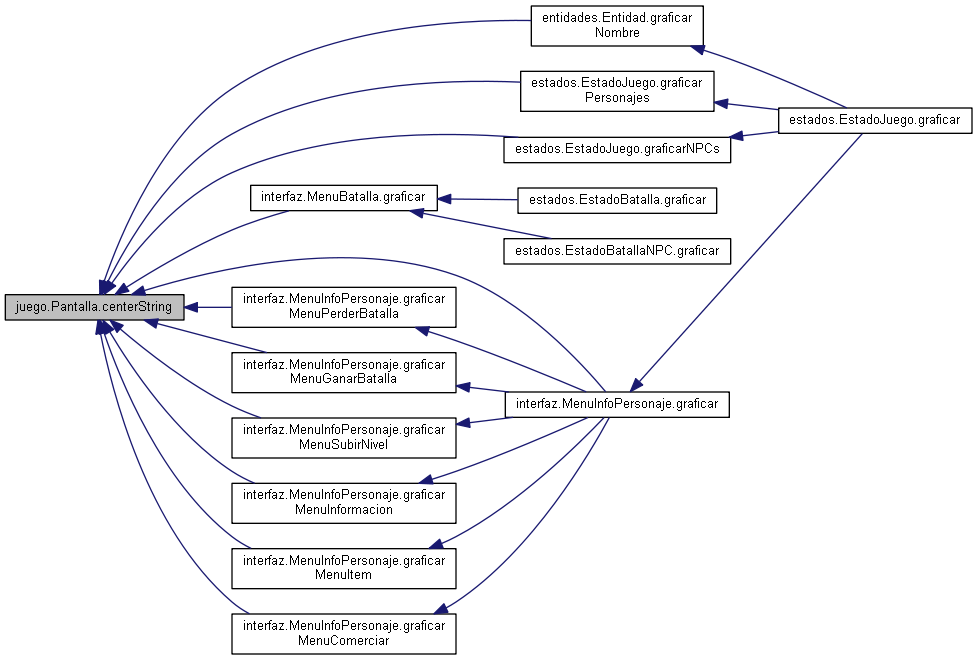 entidades.Entidad.graficar
Nombre
estados.EstadoJuego.graficar
Personajes
estados.EstadoJuego.graficar
estados.EstadoJuego.graficarNPCs
interfaz.MenuBatalla.graficar
estados.EstadoBatalla.graficar
estados.EstadoBatallaNPC.graficar
juego.Pantalla.centerString
interfaz.MenuInfoPersonaje.graficar
MenuPerderBatalla
interfaz.MenuInfoPersonaje.graficar
MenuGanarBatalla
interfaz.MenuInfoPersonaje.graficar
interfaz.MenuInfoPersonaje.graficar
MenuSubirNivel
interfaz.MenuInfoPersonaje.graficar
MenuInformacion
interfaz.MenuInfoPersonaje.graficar
MenuItem
interfaz.MenuInfoPersonaje.graficar
MenuComerciar